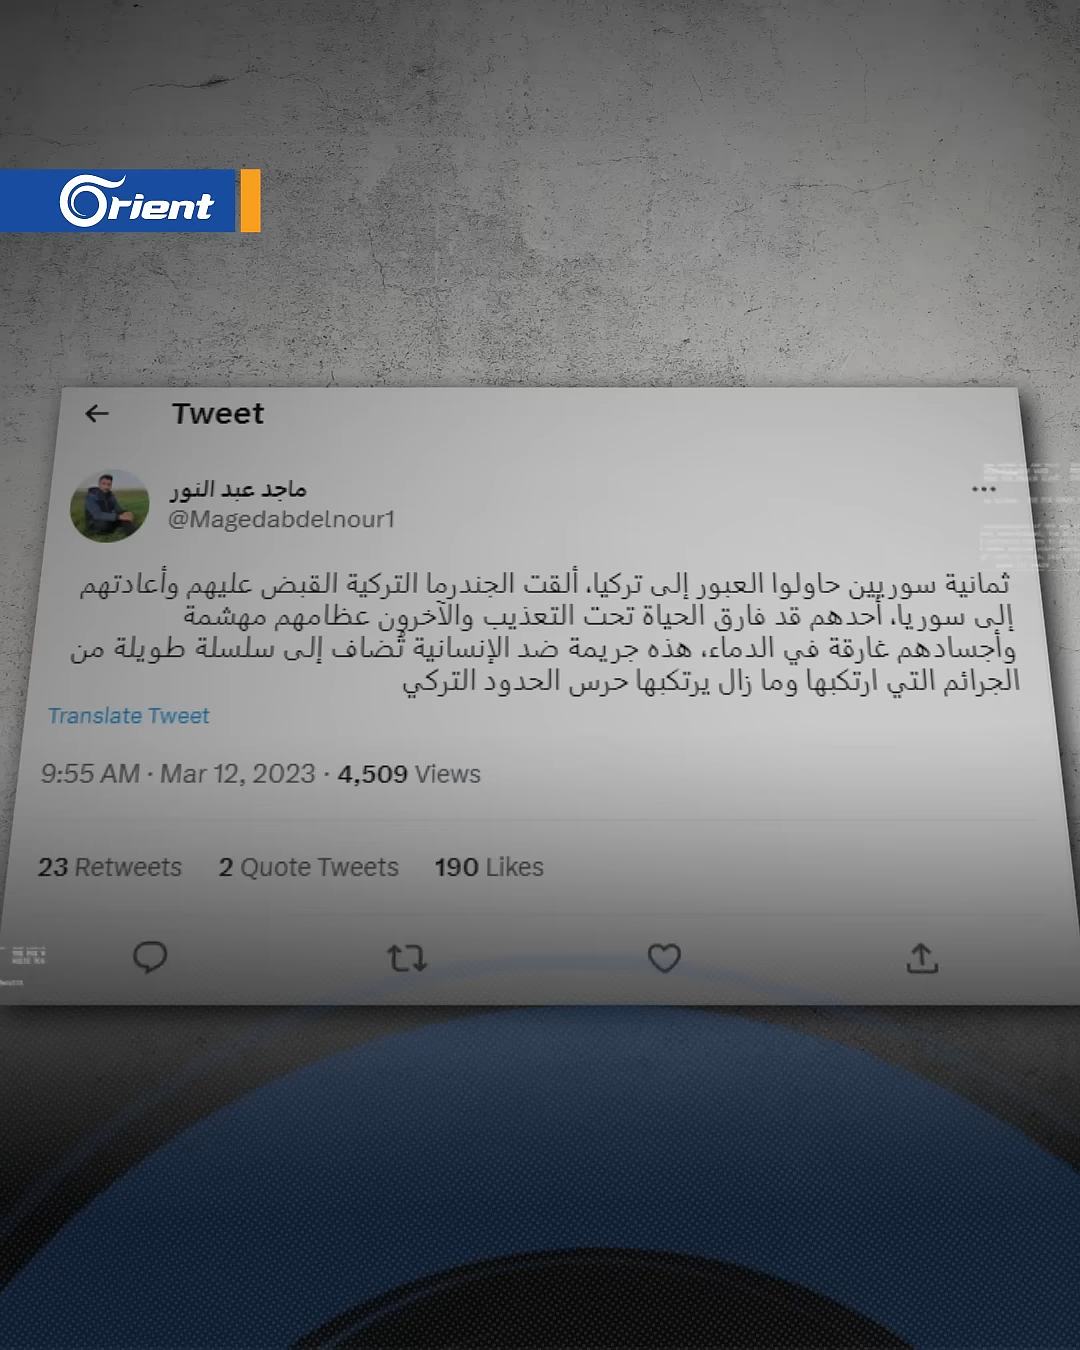 Orient
Tweet
ماجد عبد النور
@Magedabdelnour1
ثمانية سوريين حاولوا العبور إلى تركيا، ألقت الجندرما التركية القبض عليهم وأعادتهم
إلى سوريا، أحدهم قد فارق الحياة تحت التعذيب والآخرون عظامهم مهشمة
وأجسادهم غارقة في الدماء، هذه جريمة ضد الإنسانية تُضاف إلى سلسلة طويلة من
الجرائم التي ارتكبها وما زال يرتكبها حرس الحدود التركي
Translate Tweet
9:55 AM · Mar 12, 2023 · 4,509 Views
23 Retweets 2 Quote Tweets 190 Likes